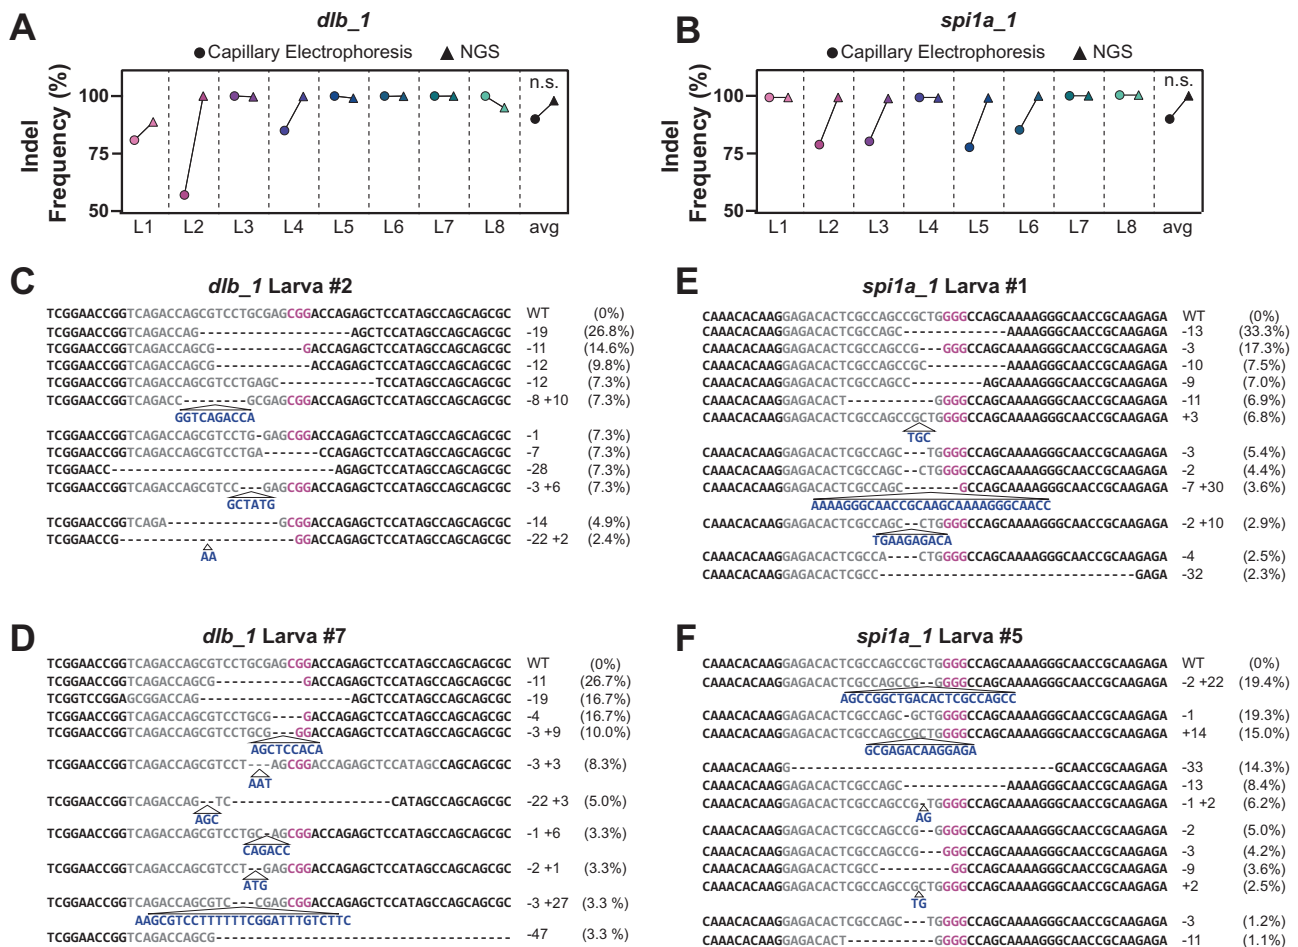 A
dlb_1
● Capillary Electrophoresis ▲ NGS
Indel Frequency (%)
100
75
50
n.s.
L1 L2 L3 L4 L5 L6 L7 L8 avg
B
spi1a_1
● Capillary Electrophoresis ▲ NGS
Indel Frequency (%)
100
75
50
n.s.
L1 L2 L3 L4 L5 L6 L7 L8 avg
C
dlb_1 Larva #2
TCGGAACCGGTCAGACCAGCGTCCTGCGAGCGGACCAGAGCTCCATAGCCAGCAGCGC WT (0%)
TCGGAACCGGTCAGACCAG-------------------AGCTCCATAGCCAGCAGCGC -19 (26.8%)
TCGGAACCGGTCAGACCAGCG-----------GACCAGAGCTCCATAGCCAGCAGCGC -11 (14.6%)
TCGGAACCGGTCAGACCAGCG------------ACCAGAGCTCCATAGCCAGCAGCGC -12 (9.8%)
TCGGAACCGGTCAGACCAGCGTCCTGAGC------------TCCATAGCCAGCAGCGC -12 (7.3%)
TCGGAACCGGTCAGACC--------GCGAGCGGACCAGAGCTCCATAGCCAGCAGCGC -8 +10 (7.3%)
GGTCAGACCA
TCGGAACCGGTCAGACCAGCGTCCTG-GAGCGGACCAGAGCTCCATAGCCAGCAGCGC -1 (7.3%)
TCGGAACCGGTCAGACCAGCGTCCTGA-------CCAGAGCTCCATAGCCAGCAGCGC -7 (7.3%)
TCGGAACC----------------------------AGAGCTCCATAGCCAGCAGCGC -28 (7.3%)
TCGGAACCGGTCAGACCAGCGTCC---GAGCGGACCAGAGCTCCATAGCCAGCAGCGC -3 +6 (7.3%)
GCTATG
TCGGAACCGGTCAGA--------------GCGGACCAGAGCTCCATAGCCAGCAGCGC -14 (4.9%)
TCGGAACCG----------------------GGACCAGAGCTCCATAGCCAGCAGCGC -22 +2 (2.4%)
AA
D
dlb_1 Larva #7
TCGGAACCGGTCAGACCAGCGTCCTGCGAGCGGACCAGAGCTCCATAGCCAGCAGCGC WT (0%)
TCGGAACCGGTCAGACCAGCG-----------GACCAGAGCTCCATAGCCAGCAGCGC -11 (26.7%)
TCGGTCCGGAGCGGACCAG-------------------AGCTCCATAGCCAGCAGCGC -19 (16.7%)
TCGGAACCGGTCAGACCAGCGTCCTGCG----GACCAGAGCTCCATAGCCAGCAGCGC -4 (16.7%)
TCGGAACCGGTCAGACCAGCGTCCTGCG---GGACCAGAGCTCCATAGCCAGCAGCGC -3 +9 (10.0%)
AGCTCCACA
TCGGAACCGGTCAGACCAGCGTCCT---AGCGGACCAGAGCTCCATAGCCAGCAGCGC -3 +3 (8.3%)
AAT
TCGGAACCGGTCAGACCAG--TC--------------------CATAGCCAGCAGCGC -22 +3 (5.0%)
AGC
TCGGAACCGGTCAGACCAGCGTCCTGC-AGCGGACCAGAGCTCCATAGCCAGCAGCGC -1 +6 (3.3%)
CAGACC
TCGGAACCGGTCAGACCAGCGTCCT--GAGCGGACCAGAGCTCCATAGCCAGCAGCGC -2 +1 (3.3%)
ATG
TCGGAACCGGTCAGACCAGCGTC---CGAGCGGACCAGAGCTCCATAGCCAGCAGCGC -3 +27 (3.3 %)
AAGCGTCCTTTTTTCGGATTTGTCTTC
TCGGAACCGGTCAGACCAGCG------------------------------------- -47 (3.3 %)
E
spi1a_1 Larva #1
CAAACACAAGGAGACACTCGCCAGCCGCTGGGGCCAGCAAAAGGGCAACCGCAAGAGA WT (0%)
CAAACACAAGGAGACACTCGCCAGC-------------AAAAGGGCAACCGCAAGAGA -13 (33.3%)
CAAACACAAGGAGACACTCGCCAGCCG---GGGCCAGCAAAAGGGCAACCGCAAGAGA -3 (17.3%)
CAAACACAAGGAGACACTCGCCAGCCGC----------AAAAGGGCAACCGCAAGAGA -10 (7.5%)
CAAACACAAGGAGACACTCGCCAGCC---------AGCAAAAGGGCAACCGCAAGAGA -9 (7.0%)
CAAACACAAGGAGACACT-----------GGGGCCAGCAAAAGGGCAACCGCAAGAGA -11 (6.9%)
CAAACACAAGGAGACACTCGCCAGCCGCTGGGGCCAGCAAAAGGGCAACCGCAAGAGA +3 (6.8%)
TGC
CAAACACAAGGAGACACTCGCCAGC---TGGGGCCAGCAAAAGGGCAACCGCAAGAGA -3 (5.4%)
CAAACACAAGGAGACACTCGCCAGC--CTGGGGCCAGCAAAAGGGCAACCGCAAGAGA -2 (4.4%)
CAAACACAAGGAGACACTCGCCAGC-------GCCAGCAAAAGGGCAACCGCAAGAGA -7 +30 (3.6%)
AAAAGGGCAACCGCAAGCAAAAGGGCAACC
CAAACACAAGGAGACACTCGCCAGC--CTGGGGCCAGCAAAAGGGCAACCGCAAGAGA -2 +10 (2.9%)
TGAAGAGACA
CAAACACAAGGAGACACTCGCCA----CTGGGGCCAGCAAAAGGGCAACCGCAAGAGA -4 (2.5%)
CAAACACAAGGAGACACTCGCC--------------------------------GAGA -32 (2.3%)
F
spi1a_1 Larva #5
CAAACACAAGGAGACACTCGCCAGCCGCTGGGGCCAGCAAAAGGGCAACCGCAAGAGA WT (0%)
CAAACACAAGGAGACACTCGCCAGCCG--GGGGCCAGCAAAAGGGCAACCGCAAGAGA -2 +22 (19.4%)
AGCCGGCTGACACTCGCCAGCC
CAAACACAAGGAGACACTCGCCAGC-GCTGGGGCCAGCAAAAGGGCAACCGCAAGAGA -1 (19.3%)
CAAACACAAGGAGACACTCGCCAGCCGCTGGGGCCAGCAAAAGGGCAACCGCAAGAGA +14 (15.0%)
GCGAGACAAGGAGA
CAAACACAAGG---------------------------------GCAACCGCAAGAGA -33 (14.3%)
CAAACACAAGGAGACACTCGCCAGC-------------AAAAGGGCAACCGCAAGAGA -13 (8.4%)
CAAACACAAGGAGACACTCGCCAGCCG-TGGGGCCAGCAAAAGGGCAACCGCAAGAGA -1 +2 (6.2%)
AG
CAAACACAAGGAGACACTCGCCAGCCG--GGGGCCAGCAAAAGGGCAACCGCAAGAGA -2 (5.0%)
CAAACACAAGGAGACACTCGCCAGCCG---GGGCCAGCAAAAGGGCAACCGCAAGAGA -3 (4.2%)
CAAACACAAGGAGACACTCGCC---------GGCCAGCAAAAGGGCAACCGCAAGAGA -9 (3.6%)
CAAACACAAGGAGACACTCGCCAGCCGCTGGGGCCAGCAAAAGGGCAACCGCAAGAGA +2 (2.5%)
TG
CAAACACAAGGAGACACTCGCCAGC---TGGGGCCAGCAAAAGGGCAACCGCAAGAGA -3 (1.2%)
CAAACACAAGGAGACACT-----------GGGGCCAGCAAAAGGGCAACCGCAAGAGA -11 (1.1%)